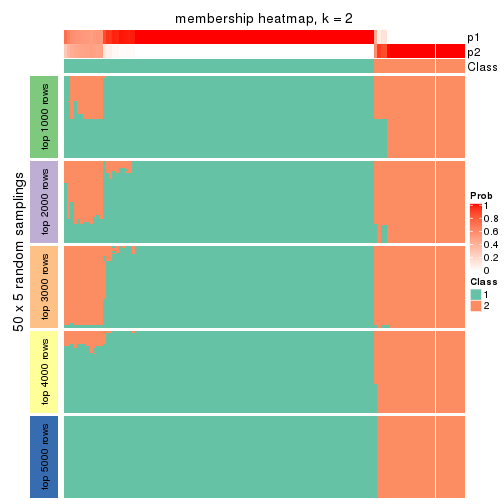 membership heatmap, k = 2
p1
p2
Class
50 x 5 random samplings
top 1000 rows
top 2000 rows
top 3000 rows
top 4000 rows
top 5000 rows
Prob
1
0.8
0.6
0.4
0.2
0
Class
1
2